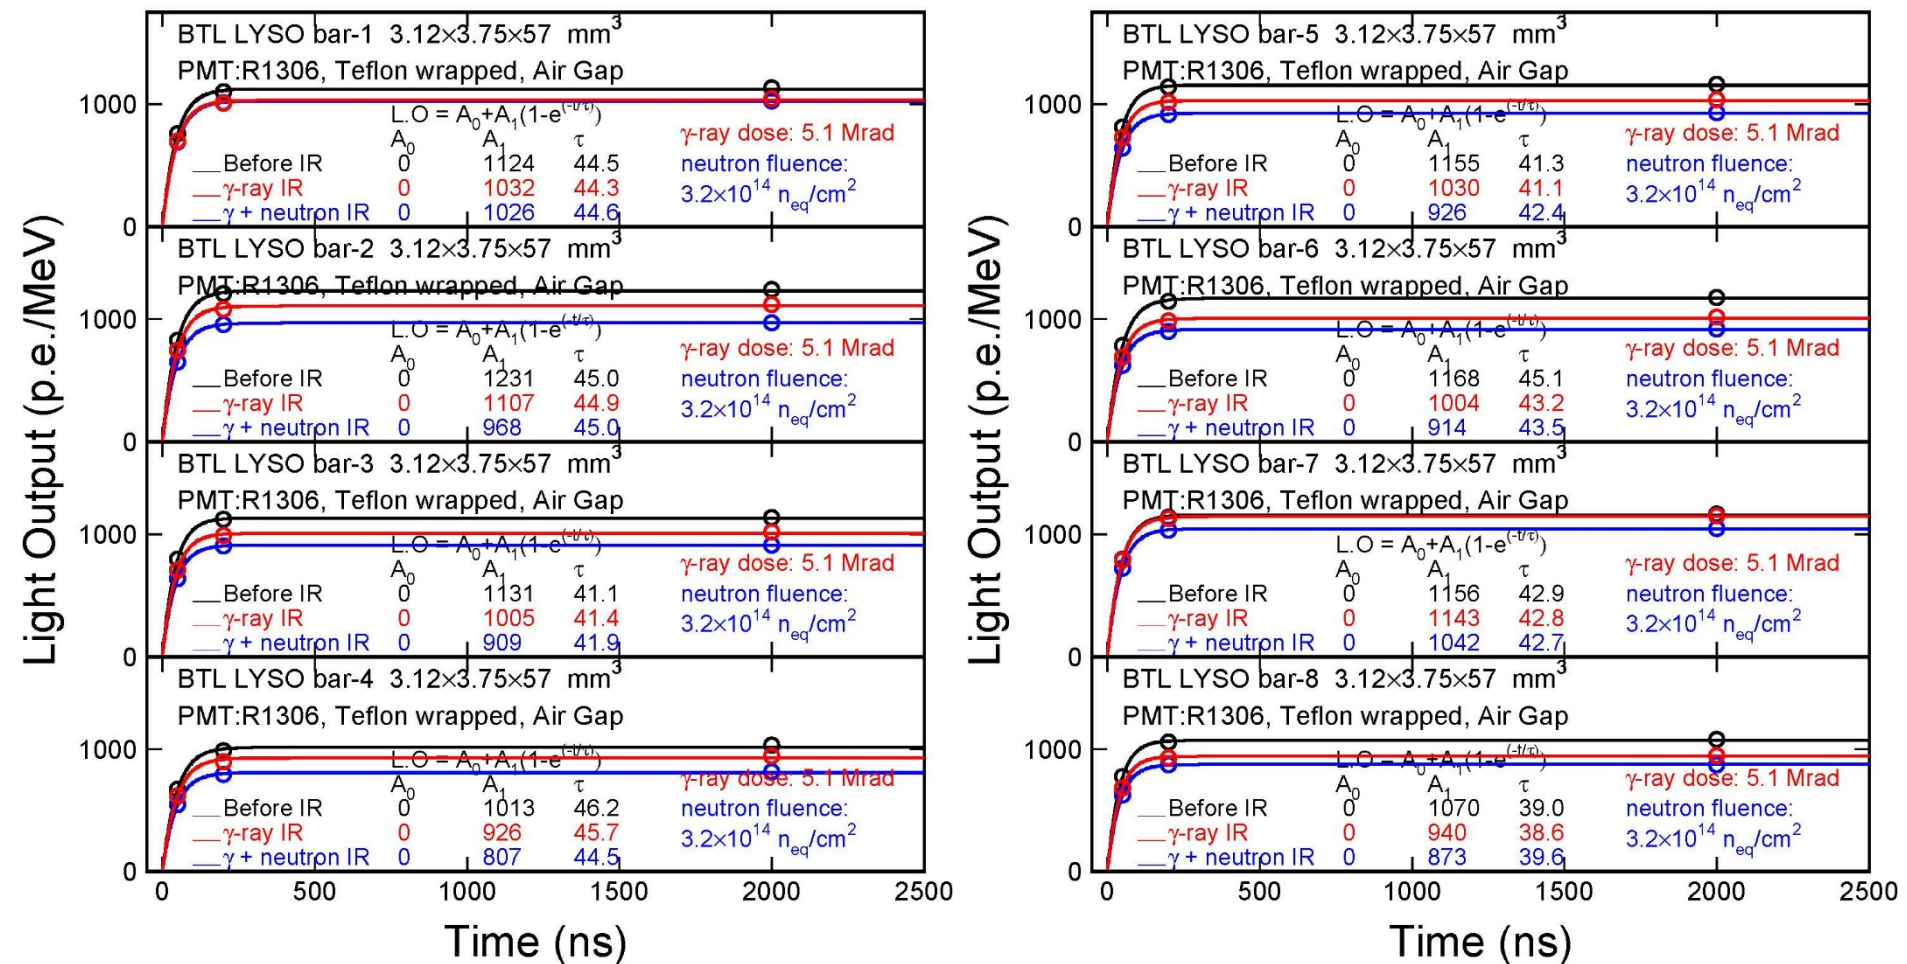 Light Output (p.e./MeV)
BTL LYSO bar-1 3.12×3.75×57 mm³
PMT:R1306, Teflon wrapped, Air Gap
1000
L.O = A₀+A₁(1-e^(-t/τ))
A₀ A₁ τ
γ-ray dose: 5.1 Mrad
Before IR 0 1124 44.5
neutron fluence:
γ-ray IR 0 1032 44.3
3.2×10¹⁴ n_eq/cm²
γ + neutron IR 0 1026 44.6
0
BTL LYSO bar-2 3.12×3.75×57 mm³
PMT:R1306, Teflon wrapped, Air Gap
1000
L.O = A₀+A₁(1-e^(-t/τ))
A₀ A₁ τ
γ-ray dose: 5.1 Mrad
Before IR 0 1231 45.0
neutron fluence:
γ-ray IR 0 1107 44.9
3.2×10¹⁴ n_eq/cm²
γ + neutron IR 0 968 45.0
0
BTL LYSO bar-3 3.12×3.75×57 mm³
PMT:R1306, Teflon wrapped, Air Gap
1000
L.O = A₀+A₁(1-e^(-t/τ))
A₀ A₁ τ
γ-ray dose: 5.1 Mrad
Before IR 0 1131 41.1
neutron fluence:
γ-ray IR 0 1005 41.4
3.2×10¹⁴ n_eq/cm²
γ + neutron IR 0 909 41.9
0
BTL LYSO bar-4 3.12×3.75×57 mm³
PMT:R1306, Teflon wrapped, Air Gap
1000
L.O = A₀+A₁(1-e^(-t/τ))
A₀ A₁ τ
γ-ray dose: 5.1 Mrad
Before IR 0 1013 46.2
neutron fluence:
γ-ray IR 0 926 45.7
3.2×10¹⁴ n_eq/cm²
γ + neutron IR 0 807 44.5
0
0 500 1000 1500 2000 2500
Time (ns)
Light Output (p.e./MeV)
BTL LYSO bar-5 3.12×3.75×57 mm³
PMT:R1306, Teflon wrapped, Air Gap
1000
L.O = A₀+A₁(1-e^(-t/τ))
A₀ A₁ τ
γ-ray dose: 5.1 Mrad
Before IR 0 1155 41.3
neutron fluence:
γ-ray IR 0 1030 41.1
3.2×10¹⁴ n_eq/cm²
γ + neutron IR 0 926 42.4
0
BTL LYSO bar-6 3.12×3.75×57 mm³
PMT:R1306, Teflon wrapped, Air Gap
1000
L.O = A₀+A₁(1-e^(-t/τ))
A₀ A₁ τ
γ-ray dose: 5.1 Mrad
Before IR 0 1168 45.1
neutron fluence:
γ-ray IR 0 1004 43.2
3.2×10¹⁴ n_eq/cm²
γ + neutron IR 0 914 43.5
0
BTL LYSO bar-7 3.12×3.75×57 mm³
PMT:R1306, Teflon wrapped, Air Gap
1000
L.O = A₀+A₁(1-e^(-t/τ))
A₀ A₁ τ
γ-ray dose: 5.1 Mrad
Before IR 0 1156 42.9
neutron fluence:
γ-ray IR 0 1143 42.8
3.2×10¹⁴ n_eq/cm²
γ + neutron IR 0 1042 42.7
0
BTL LYSO bar-8 3.12×3.75×57 mm³
PMT:R1306, Teflon wrapped, Air Gap
1000
L.O = A₀+A₁(1-e^(-t/τ))
A₀ A₁ τ
γ-ray dose: 5.1 Mrad
Before IR 0 1070 39.0
neutron fluence:
γ-ray IR 0 940 38.6
3.2×10¹⁴ n_eq/cm²
γ + neutron IR 0 873 39.6
0
0 500 1000 1500 2000 2500
Time (ns)